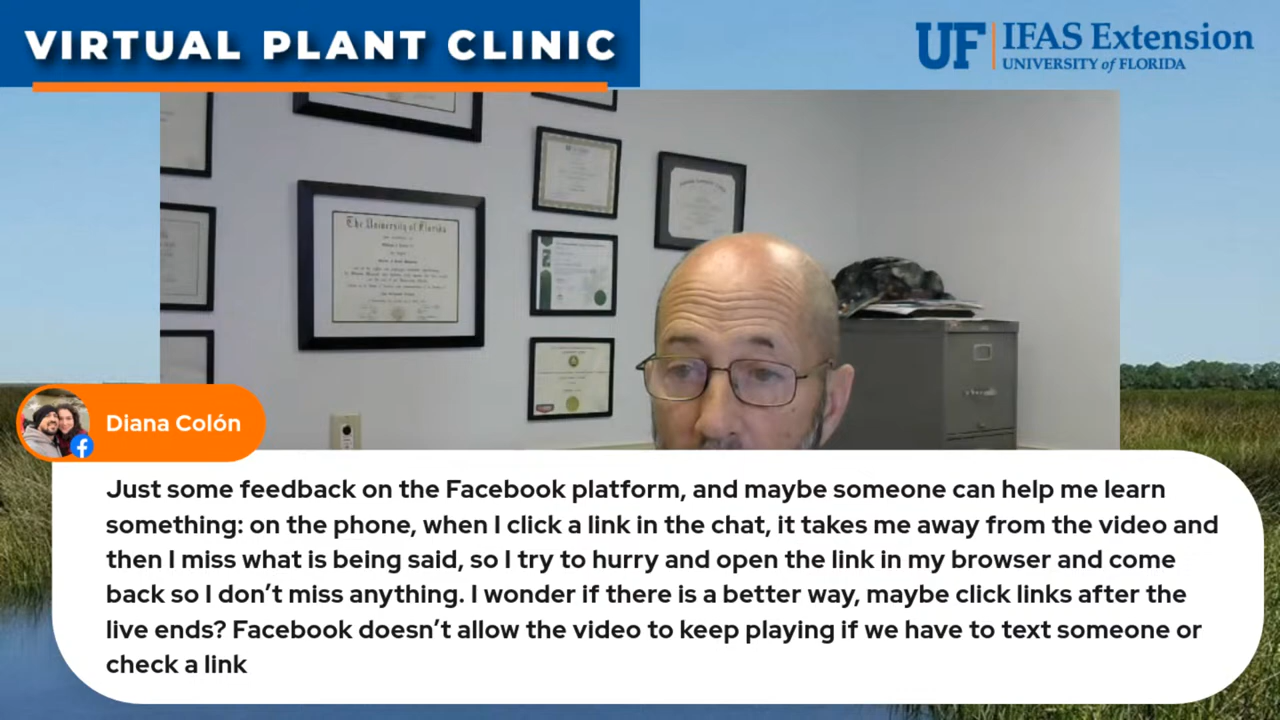 VIRTUAL PLANT CLINIC
UF IFAS Extension
UNIVERSITY of FLORIDA
The University of Florida
Diana Colón
Just some feedback on the Facebook platform, and maybe someone can help me learn
something: on the phone, when I click a link in the chat, it takes me away from the video and
then I miss what is being said, so I try to hurry and open the link in my browser and come
back so I don’t miss anything. I wonder if there is a better way, maybe click links after the
live ends? Facebook doesn’t allow the video to keep playing if we have to text someone or
check a link